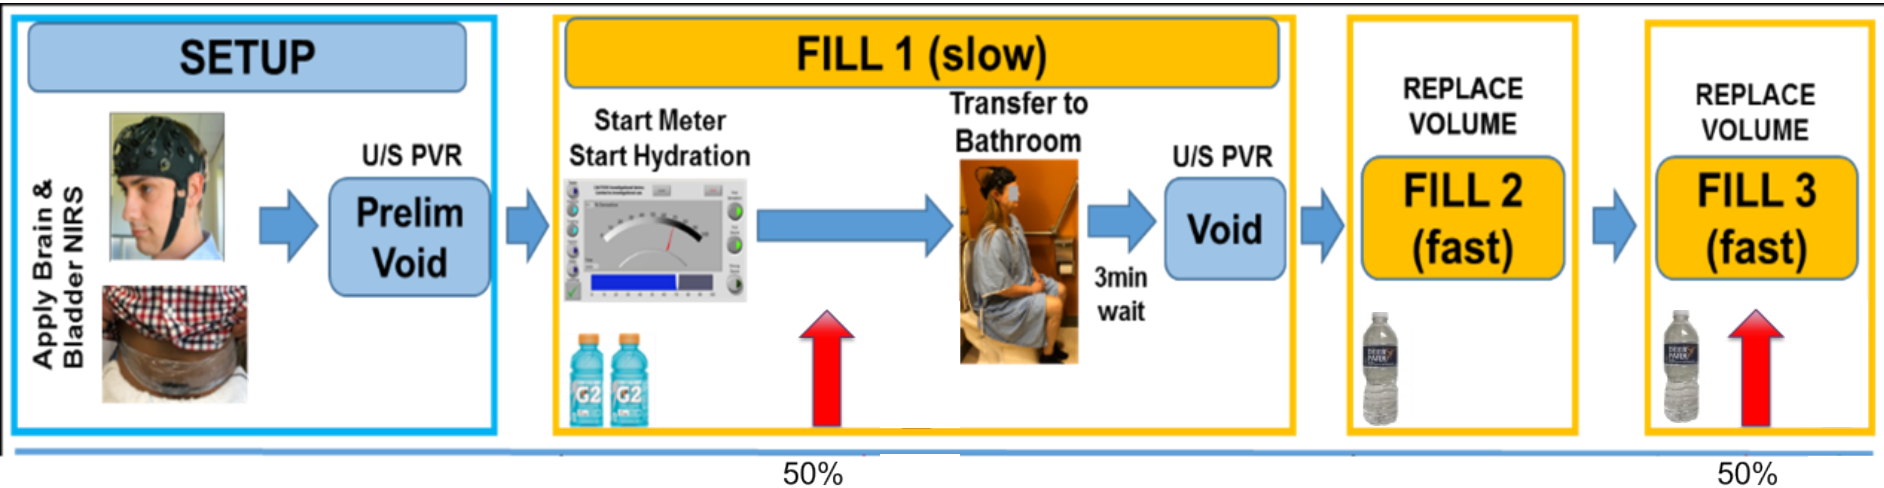 SETUP
Apply Brain &
Bladder NIRS
U/S PVR
Prelim
Void
FILL 1 (slow)
Start Meter
Start Hydration
G2
G2
Transfer to
Bathroom
3min
wait
U/S PVR
Void
REPLACE
VOLUME
FILL 2
(fast)
REPLACE
VOLUME
FILL 3
(fast)
50%
50%